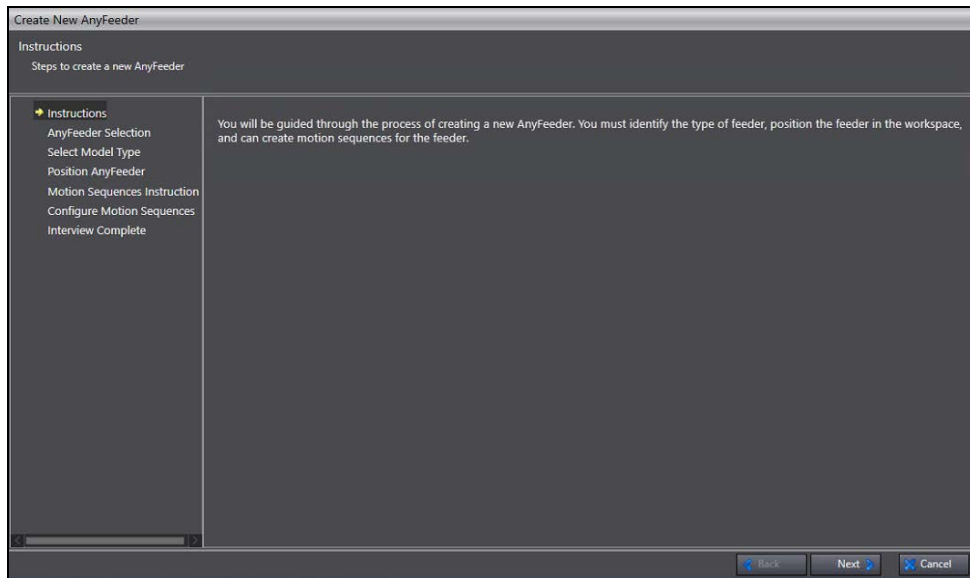 Create New AnyFeeder
Instructions
Steps to create a new AnyFeeder
Instructions
AnyFeeder Selection
Select Model Type
Position AnyFeeder
Motion Sequences Instruction
Configure Motion Sequences
Interview Complete
You will be guided through the process of creating a new AnyFeeder. You must identify the type of feeder, position the feeder in the workspace,
and can create motion sequences for the feeder.
Back Next Cancel